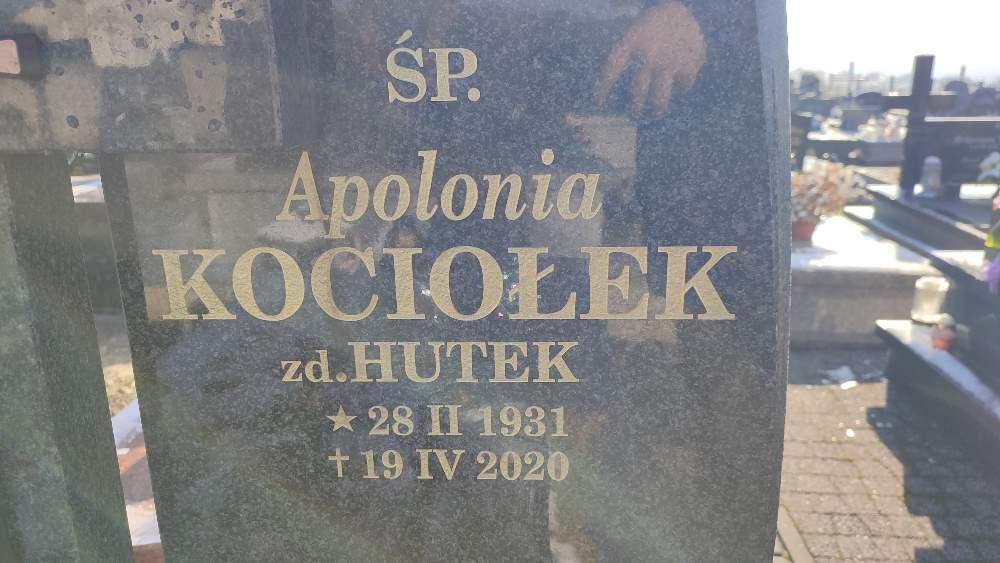 ŚP.
Apolonia
KOCIOŁEK
zd. HUTEK
★ 28 II 1931
† 19 IV 2020